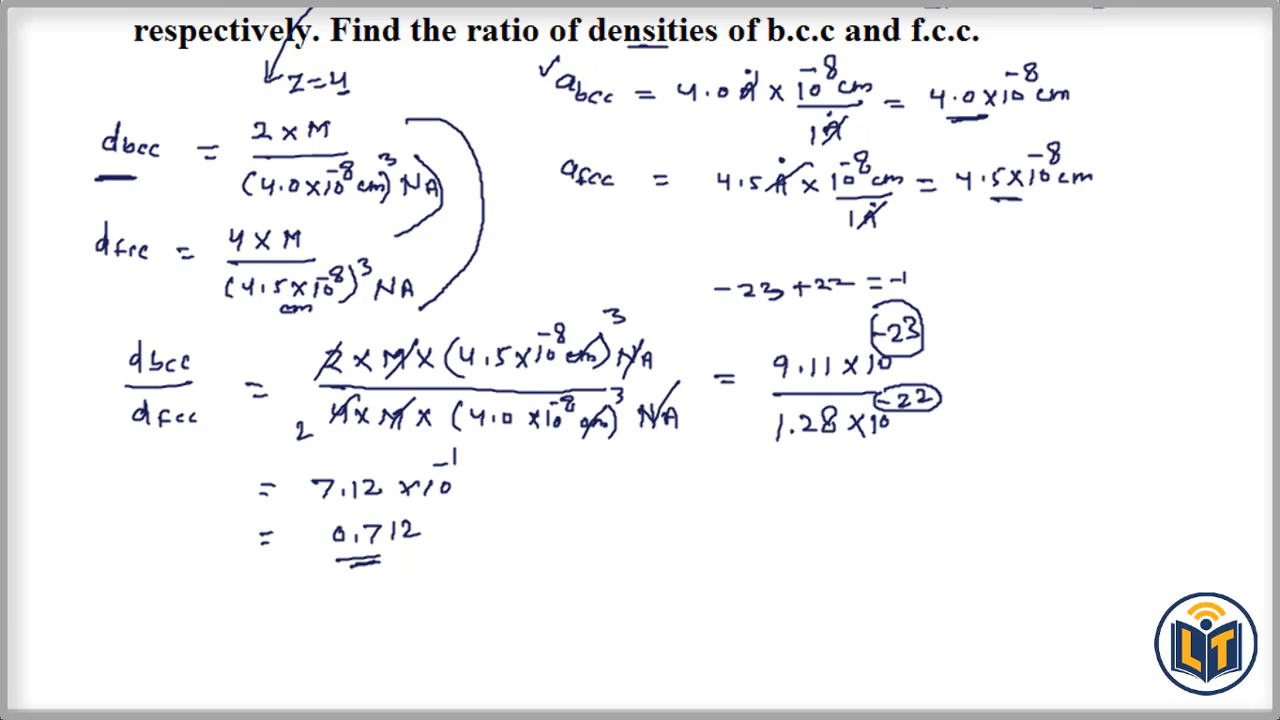 respectively. Find the ratio of densities of b.c.c and f.c.c.
Z=4
a_bcc = 4.0 Å × 10^-8 cm / 1Å = 4.0×10^-8 cm
d_bcc = 2 × M / (4.0×10^-8 cm)^3 NA
a_fcc = 4.5 Å × 10^-8 cm / 1Å = 4.5×10^-8 cm
d_fcc = 4 × M / (4.5×10^-8 cm)^3 NA
-23+22 = -1
d_bcc / d_fcc = 2 × M × (4.5×10^-8 cm)^3 NA / 4 × M × (4.0×10^-8 cm)^3 NA = 9.11 × 10^-23 / 1.28 × 10^-22
2
= 7.12 × 10^-1
= 0.712
LT